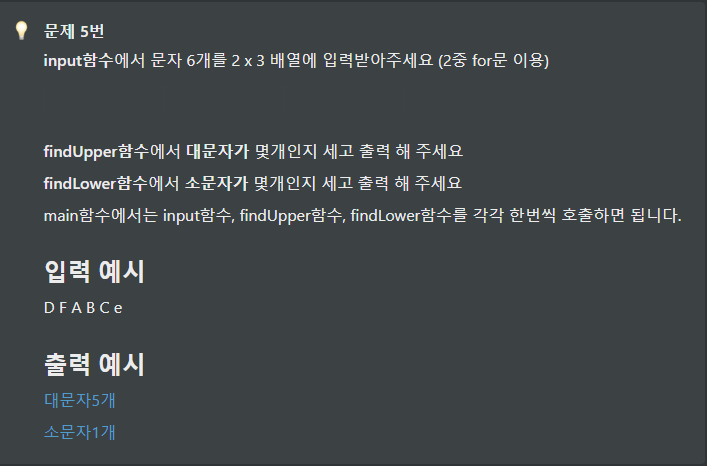 문제 5번
input함수에서 문자 6개를 2 x 3 배열에 입력받아주세요 (2중 for문 이용)
findUpper함수에서 대문자가 몇개인지 세고 출력 해 주세요
findLower함수에서 소문자가 몇개인지 세고 출력 해 주세요
main함수에서는 input함수, findUpper함수, findLower함수를 각각 한번씩 호출하면 됩니다.
입력 예시
D F A B C e
출력 예시
대문자5개
소문자1개